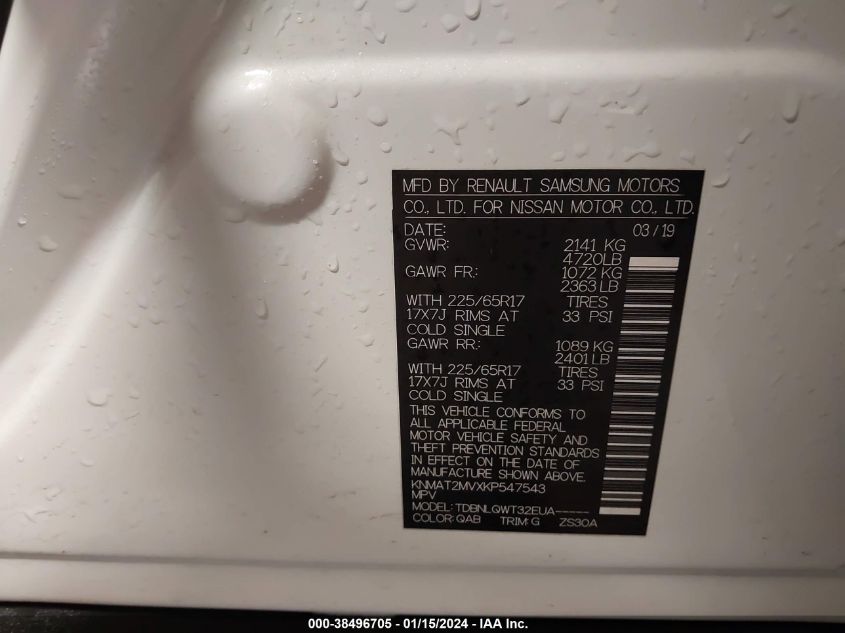 MFD BY RENAULT SAMSUNG MOTORS
CO., LTD. FOR NISSAN MOTOR CO., LTD.
DATE: 03/19
GVWR: 2141 KG
4720LB
GAWR FR.: 1072 KG
2363LB
WITH 225/65R17 TIRES
17X7J RIMS AT 33 PSI
COLD SINGLE
GAWR RR.: 1089 KG
2401LB
WITH 225/65R17 TIRES
17X7J RIMS AT 33 PSI
COLD SINGLE
THIS VEHICLE CONFORMS TO
ALL APPLICABLE FEDERAL
MOTOR VEHICLE SAFETY AND
THEFT PREVENTION STANDARDS
IN EFFECT ON THE DATE OF
MANUFACTURE SHOWN ABOVE.
KNMAT2MVXKP547543
MPV
MODEL: TDBNLQWT32EUA-----
COLOR: QAB TRIM: G ZS30A
000-38496705 - 01/15/2024 - IAA Inc.